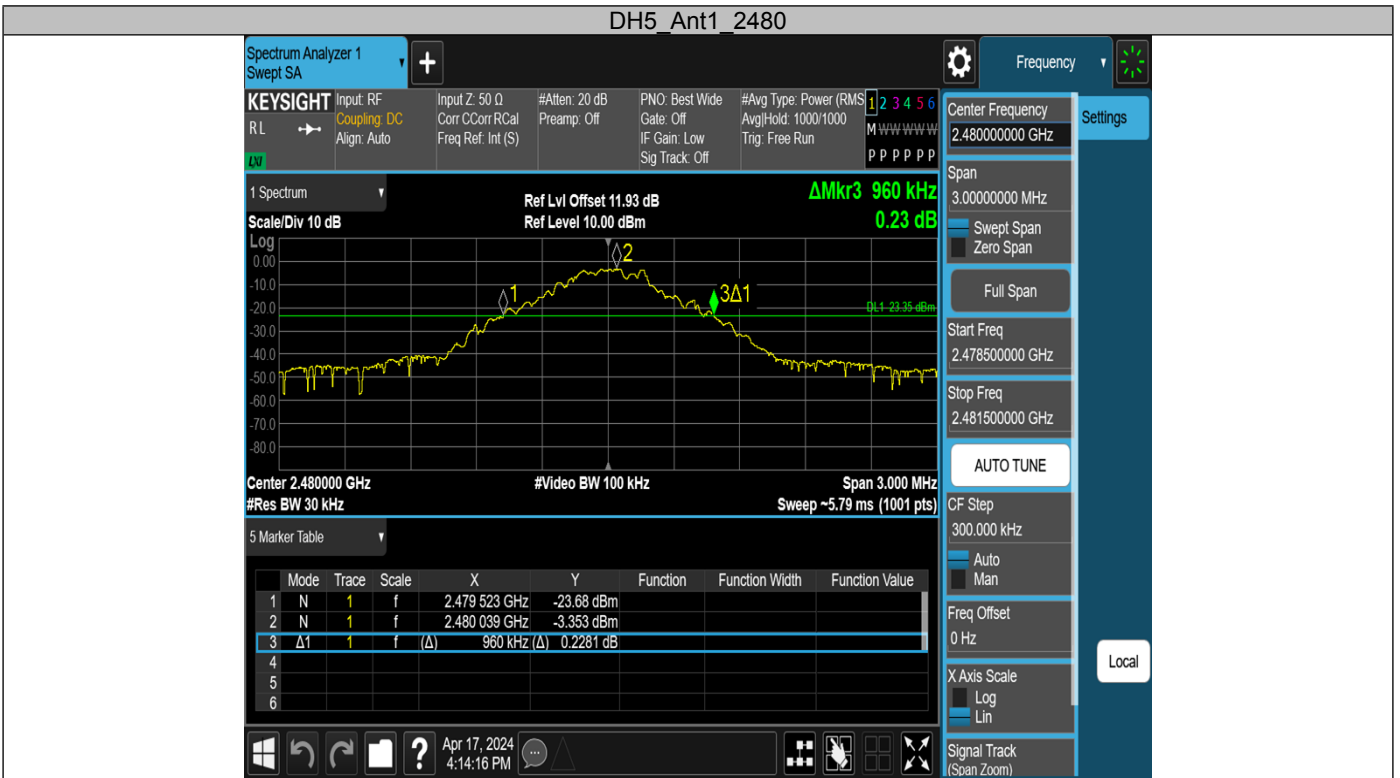 DH5_Ant1_2480
Spectrum Analyzer 1
Swept SA
+
Frequency
KEYSIGHT
RL
LXI
Input: RF
Coupling: DC
Align: Auto
Input Z: 50 Ω
Corr CCorr RCal
Freq Ref: Int (S)
#Atten: 20 dB
Preamp: Off
PNO: Best Wide
Gate: Off
IF Gain: Low
Sig Track: Off
#Avg Type: Power (RMS
Avg|Hold: 1000/1000
Trig: Free Run
1 2 3 4 5 6
M W W W W W
P P P P P P
Center Frequency
2.480000000 GHz
Settings
Span
3.00000000 MHz
Swept Span
Zero Span
Full Span
Start Freq
2.478500000 GHz
Stop Freq
2.481500000 GHz
AUTO TUNE
CF Step
300.000 kHz
Auto
Man
Freq Offset
0 Hz
X Axis Scale
Log
Lin
Signal Track
(Span Zoom)
Local
1 Spectrum
Scale/Div 10 dB
Ref Lvl Offset 11.93 dB
Ref Level 10.00 dBm
ΔMkr3 960 kHz
0.23 dB
Log
0.00
-10.0
-20.0
-30.0
-40.0
-50.0
-60.0
-70.0
-80.0
1
2
3Δ1
DL1 -23.35 dBm
Center 2.480000 GHz
#Res BW 30 kHz
#Video BW 100 kHz
Span 3.000 MHz
Sweep ~5.79 ms (1001 pts)
5 Marker Table
Mode Trace Scale X Y Function Function Width Function Value
1 N 1 f 2.479 523 GHz -23.68 dBm
2 N 1 f 2.480 039 GHz -3.353 dBm
3 Δ1 1 f (Δ) 960 kHz (Δ) 0.2281 dB
4
5
6
?
Apr 17, 2024
4:14:16 PM